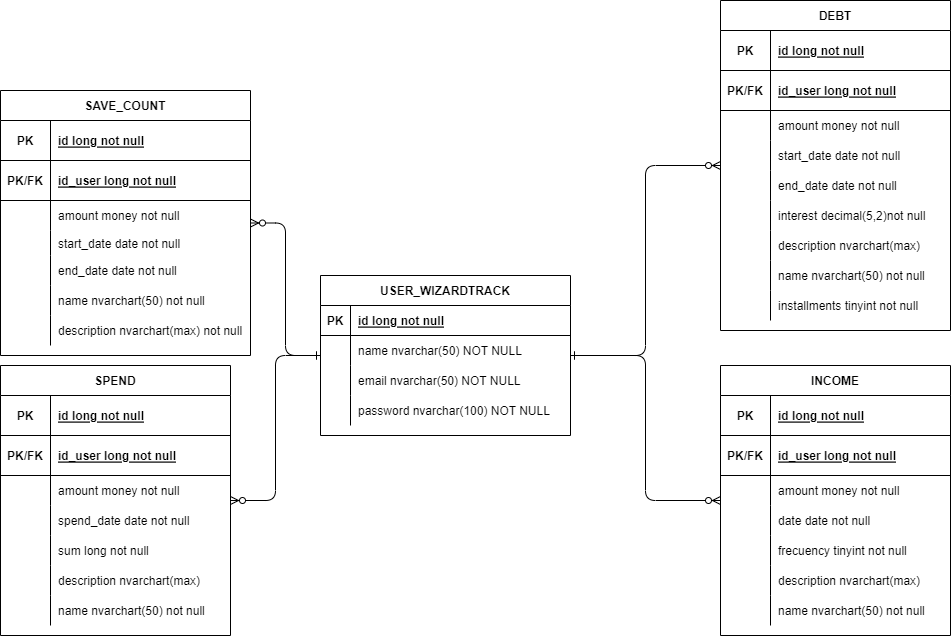 DEBT
PK id long not null
PK/FK id_user long not null
amount money not null
start_date date not null
end_date date not null
interest decimal(5,2)not null
description nvarchart(max)
name nvarchart(50) not null
installments tinyint not null
SAVE_COUNT
PK id long not null
PK/FK id_user long not null
amount money not null
start_date date not null
end_date date not null
name nvarchart(50) not null
description nvarchart(max) not null
USER_WIZARDTRACK
PK id long not null
name nvarchar(50) NOT NULL
email nvarchar(50) NOT NULL
password nvarchar(100) NOT NULL
SPEND
PK id long not null
PK/FK id_user long not null
amount money not null
spend_date date not null
sum long not null
description nvarchart(max)
name nvarchart(50) not null
INCOME
PK id long not null
PK/FK id_user long not null
amount money not null
date date not null
frecuency tinyint not null
description nvarchart(max)
name nvarchart(50) not null